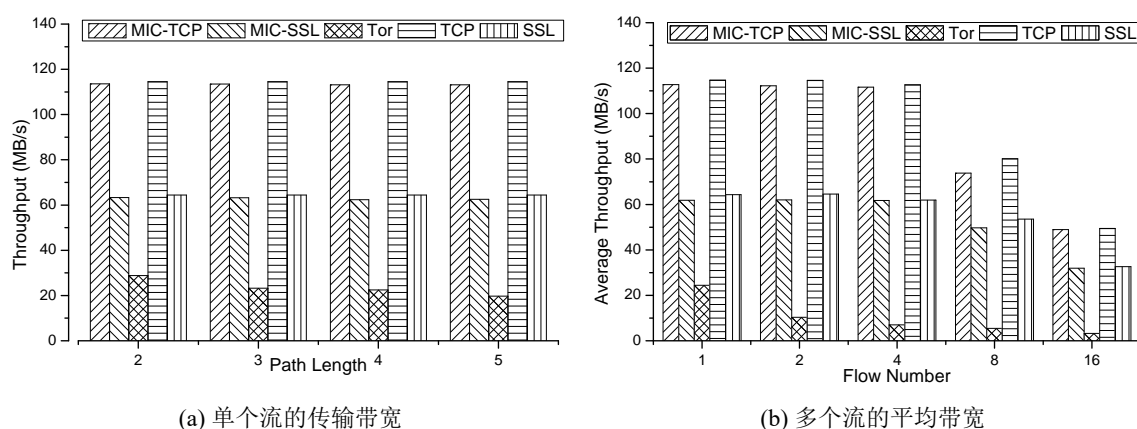 140
120
100
80
60
40
20
0
Throughput (MB/s)
MIC-TCP MIC-SSL Tor TCP SSL
2 3 4 5
Path Length
(a) 单个流的传输带宽
140
120
100
80
60
40
20
0
Average Throughput (MB/s)
MIC-TCP MIC-SSL Tor TCP SSL
1 2 4 8 16
Flow Number
(b) 多个流的平均带宽